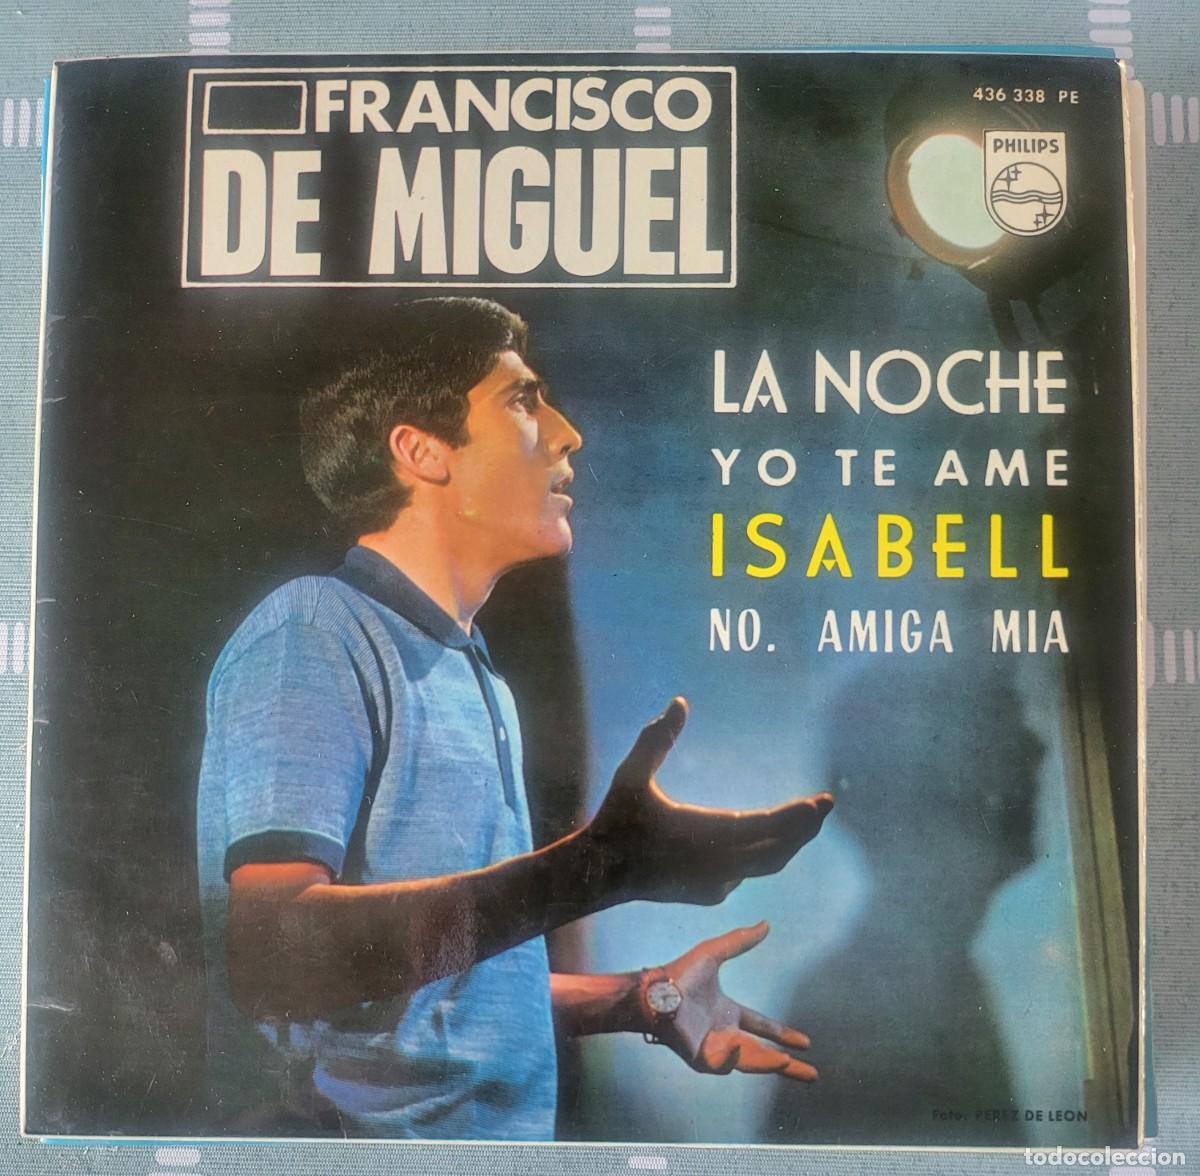 FRANCISCO
DE MIGUEL
436 338 PE
PHILIPS
LA NOCHE
YO TE AME
ISABELL
NO. AMIGA MIA
Foto: PEREZ DE LEON
todocoleccion